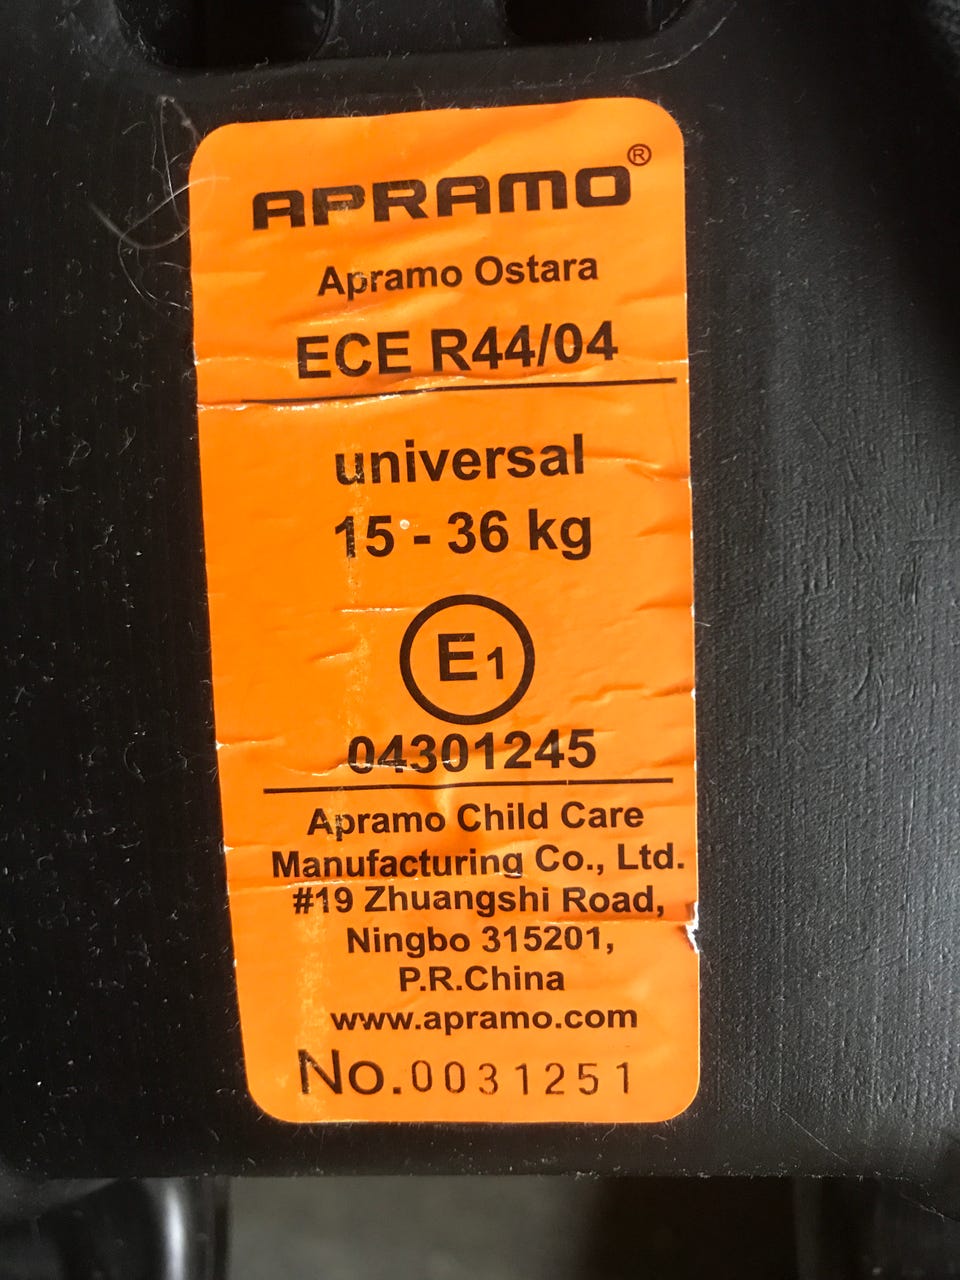 APRAMO®
Apramo Ostara
ECE R44/04
universal
15 - 36 kg
E1
04301245
Apramo Child Care
Manufacturing Co., Ltd.
#19 Zhuangshi Road,
Ningbo 315201,
P.R.China
www.apramo.com
No.0031251